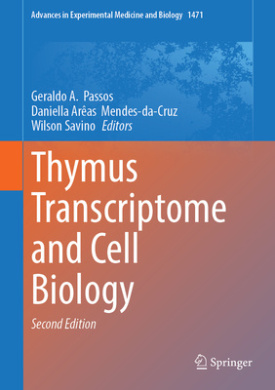 Advances in Experimental Medicine and Biology 1471
Geraldo A. Passos
Daniella Arêas Mendes-da-Cruz
Wilson Savino Editors
Thymus
Transcriptome
and Cell
Biology
Second Edition
Springer